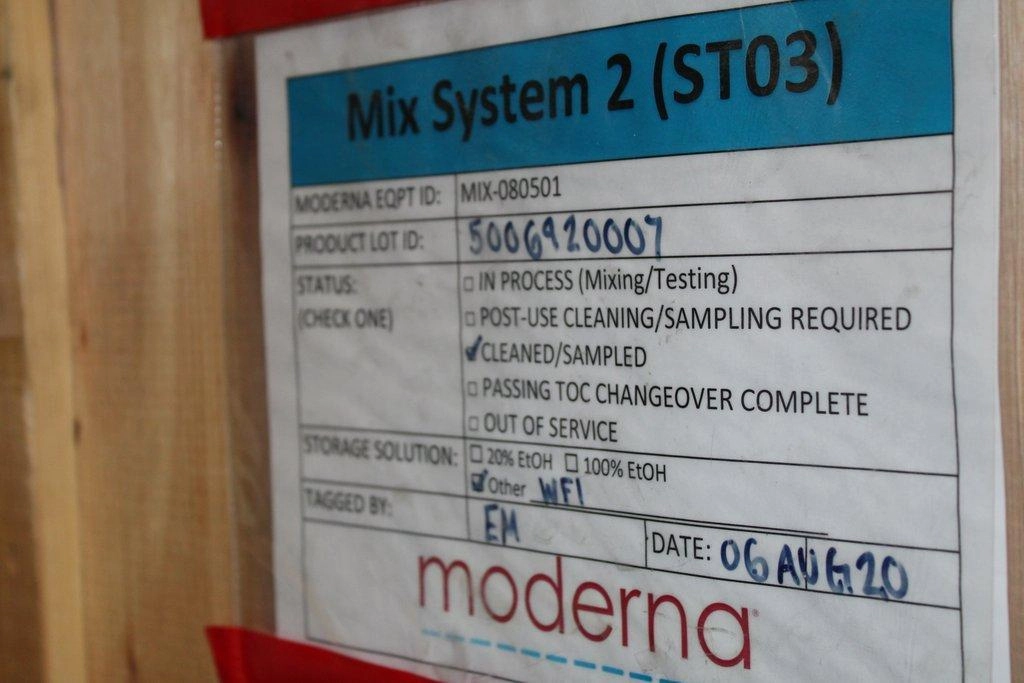 Mix System 2 (ST03)
MODERNA EQPT ID: MIX-080501
PRODUCT LOT ID: 5006920007
STATUS: □ IN PROCESS (Mixing/Testing)
(CHECK ONE) □ POST-USE CLEANING/SAMPLING REQUIRED
✓ CLEANED/SAMPLED
□ PASSING TOC CHANGEOVER COMPLETE
□ OUT OF SERVICE
STORAGE SOLUTION: □ 20% EtOH □ 100% EtOH
☑ Other WFI
TAGGED BY: EM DATE: 06AUG20
moderna